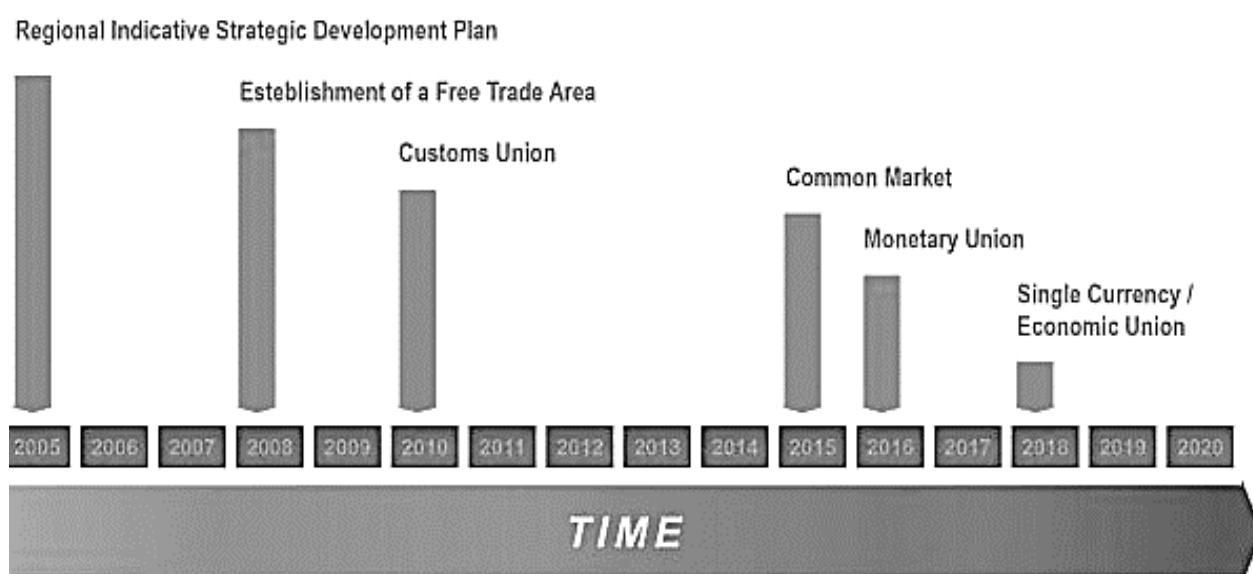 Regional Indicative Strategic Development Plan
Esteblishment of a Free Trade Area
Customs Union
Common Market
Monetary Union
Single Currency /
Economic Union
2005 2006 2007 2008 2009 2010 2011 2012 2013 2014 2015 2016 2017 2018 2019 2020
TIME